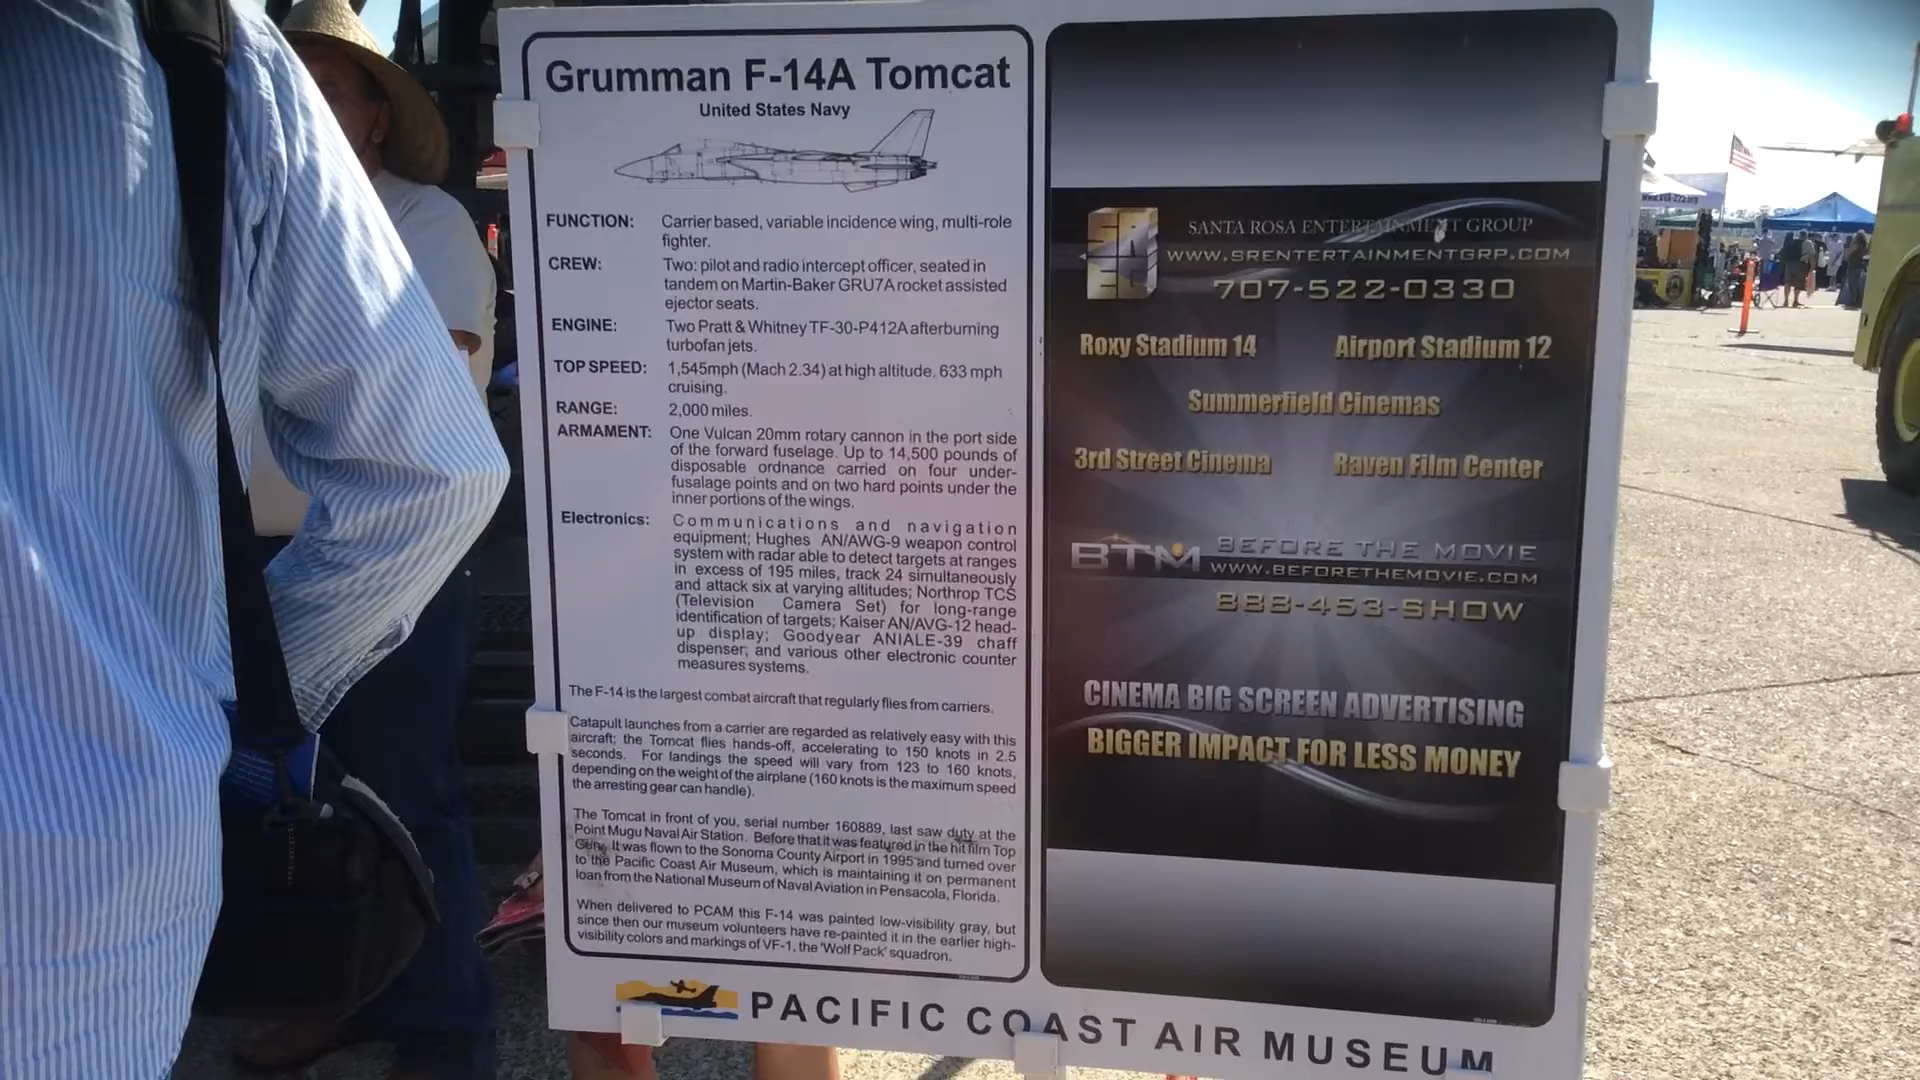 Grumman F-14A Tomcat
United States Navy
FUNCTION: Carrier based, variable incidence wing, multi-role
fighter.
CREW: Two: pilot and radio intercept officer, seated in
tandem on Martin-Baker GRU7A rocket assisted
ejector seats.
ENGINE: Two Pratt & Whitney TF-30-P412A afterburning
turbofan jets.
TOP SPEED: 1,545mph (Mach 2.34) at high altitude. 633 mph
cruising.
RANGE: 2,000 miles.
ARMAMENT: One Vulcan 20mm rotary cannon in the port side
of the forward fuselage. Up to 14,500 pounds of
disposable ordnance carried on four under-
fusalage points and on two hard points under the
inner portions of the wings.
Electronics: Communications and navigation
equipment; Hughes AN/AWG-9 weapon control
system with radar able to detect targets at ranges
in excess of 195 miles, track 24 simultaneously
and attack six at varying altitudes; Northrop TCS
(Television Camera Set) for long-range
identification of targets; Kaiser AN/AVG-12 head-
up display; Goodyear ANIALE-39 chaff
dispenser; and various other electronic counter
measures systems.
The F-14 is the largest combat aircraft that regularly flies from carriers.
Catapult launches from a carrier are regarded as relatively easy with this
aircraft; the Tomcat flies hands-off, accelerating to 150 knots in 2.5
seconds. For landings the speed will vary from 123 to 160 knots,
depending on the weight of the airplane (160 knots is the maximum speed
the arresting gear can handle).
The Tomcat in front of you, serial number 160889, last saw duty at the
Point Mugu Naval Air Station. Before that it was featured in the hit film Top
Gun. It was flown to the Sonoma County Airport in 1995 and turned over
to the Pacific Coast Air Museum, which is maintaining it on permanent
loan from the National Museum of Naval Aviation in Pensacola, Florida.
When delivered to PCAM this F-14 was painted low-visibility gray, but
since then our museum volunteers have re-painted it in the earlier high-
visibility colors and markings of VF-1, the 'Wolf Pack' squadron.
PACIFIC COAST AIR MUSEUM
SANTA ROSA ENTERTAINMENT GROUP
WWW.SRENTERTAINMENTGRP.COM
707-522-0330
Roxy Stadium 14 Airport Stadium 12
Summerfield Cinemas
3rd Street Cinema Raven Film Center
BTM BEFORE THE MOVIE
WWW.BEFORETHEMOVIE.COM
888-453-SHOW
CINEMA BIG SCREEN ADVERTISING
BIGGER IMPACT FOR LESS MONEY